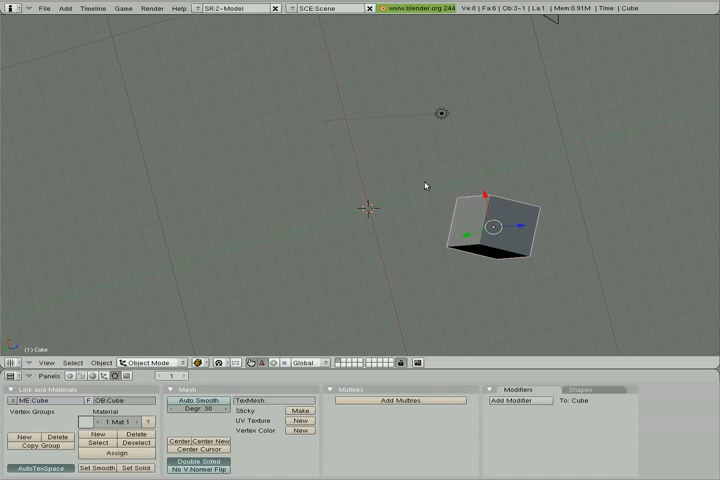 File Add Timeline Game Render Help SR:2-Model SCE:Scene www.blender.org 244 Ve:8 | Fa:6 | Ob:3-1 | La:1 | Mem:0.91M | Time: | Cube
(1) Cube
View Select Object Object Mode Global
Panels 1
Link and Materials Mesh Multires Modifiers Shapes
ME:Cube F OB:Cube Auto Smooth TexMesh: Add Multires Add Modifier To: Cube
Vertex Groups Material Degr: 30 Sticky Make
1 Mat 1 ? UV Texture New
New Delete New Delete Vertex Color New
Copy Group Select Deselect Center Center New
Assign Center Cursor
Double Sided
AutoTexSpace Set Smooth Set Solid No V.Normal Flip